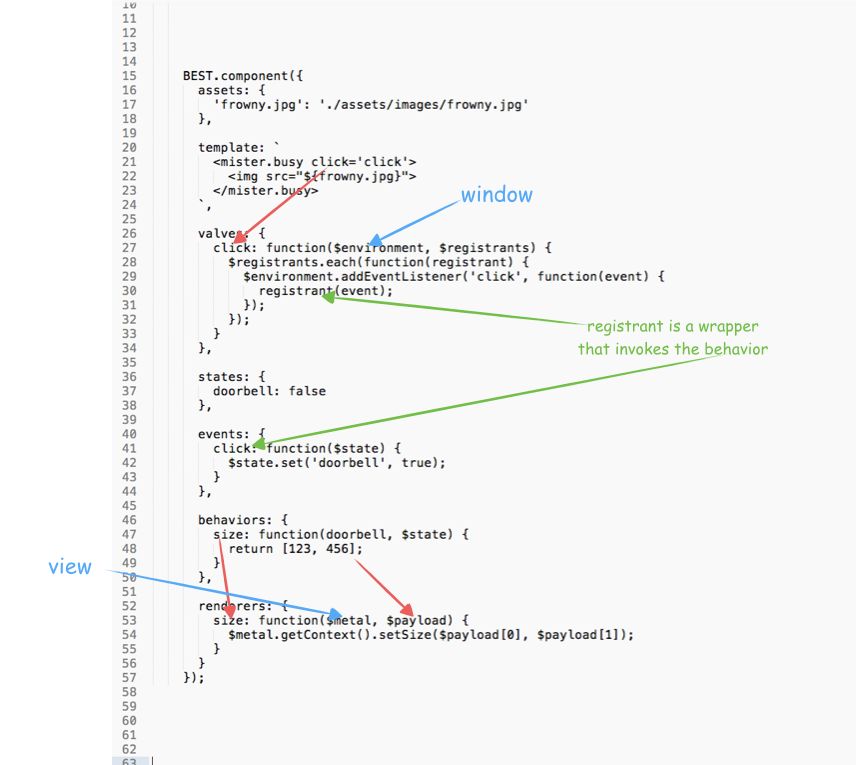 10
11
12
13
14
15 BEST.component({
16 assets: {
17 'frowny.jpg': './assets/images/frowny.jpg'
18 },
19
20 template: `
21 <mister.busy click='click'>
22 <img src="${frowny.jpg}">
23 </mister.busy>
24 `,
window
25
26 valves: {
27 click: function($environment, $registrants) {
28 $registrants.each(function(registrant) {
29 $environment.addEventListener('click', function(event) {
30 registrant(event);
31 });
32 });
33 }
34 },
registrant is a wrapper
that invokes the behavior
35
36 states: {
37 doorbell: false
38 },
39
40 events: {
41 click: function($state) {
42 $state.set('doorbell', true);
43 }
44 },
45
46 behaviors: {
47 size: function(doorbell, $state) {
48 return [123, 456];
49 }
view
50 },
51
52 renderers: {
53 size: function($metal, $payload) {
54 $metal.getContext().setSize($payload[0], $payload[1]);
55 }
56 }
57 });
58
59
60
61
62
63